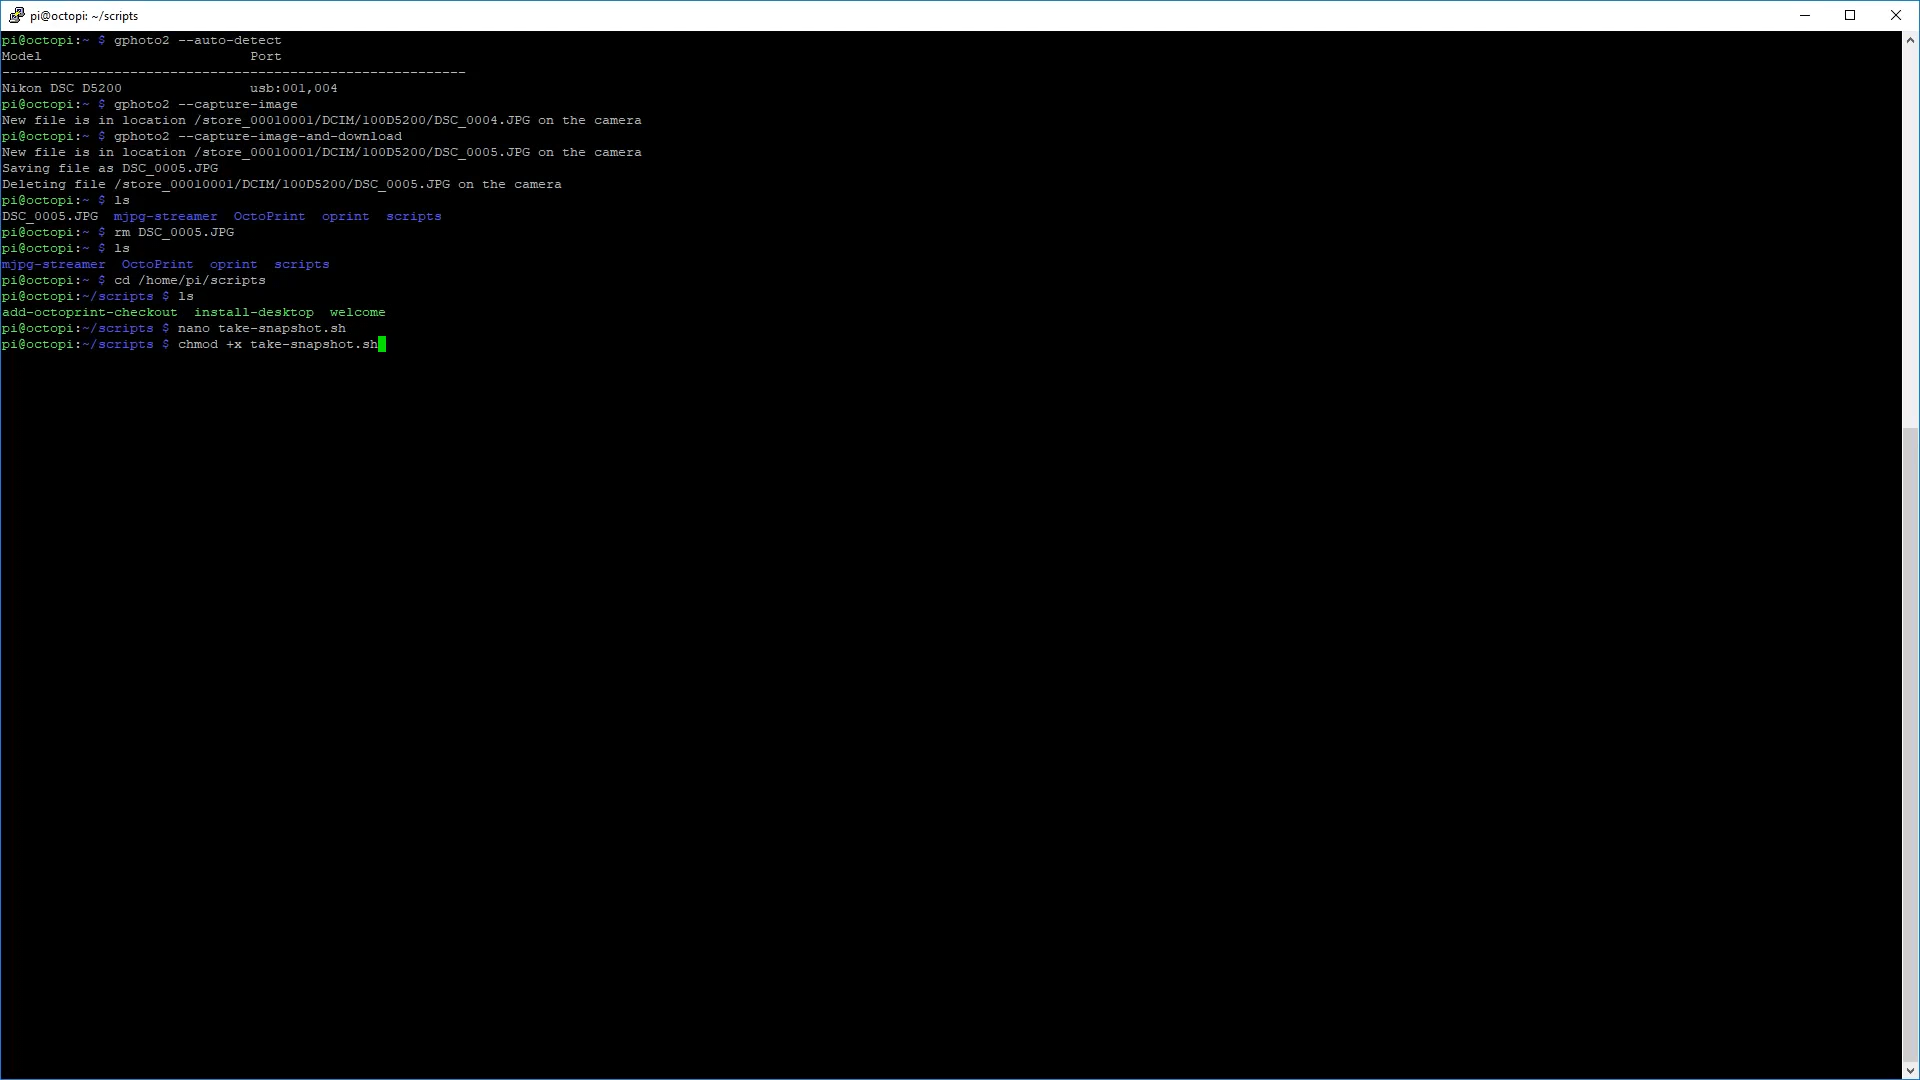 pi@octopi: ~/scripts
pi@octopi:~ $ gphoto2 --auto-detect
Model                          Port
----------------------------------------------------------
Nikon DSC D5200                usb:001,004
pi@octopi:~ $ gphoto2 --capture-image
New file is in location /store_00010001/DCIM/100D5200/DSC_0004.JPG on the camera
pi@octopi:~ $ gphoto2 --capture-image-and-download
New file is in location /store_00010001/DCIM/100D5200/DSC_0005.JPG on the camera
Saving file as DSC_0005.JPG
Deleting file /store_00010001/DCIM/100D5200/DSC_0005.JPG on the camera
pi@octopi:~ $ ls
DSC_0005.JPG  mjpg-streamer  OctoPrint  oprint  scripts
pi@octopi:~ $ rm DSC_0005.JPG
pi@octopi:~ $ ls
mjpg-streamer  OctoPrint  oprint  scripts
pi@octopi:~ $ cd /home/pi/scripts
pi@octopi:~/scripts $ ls
add-octoprint-checkout  install-desktop  welcome
pi@octopi:~/scripts $ nano take-snapshot.sh
pi@octopi:~/scripts $ chmod +x take-snapshot.sh